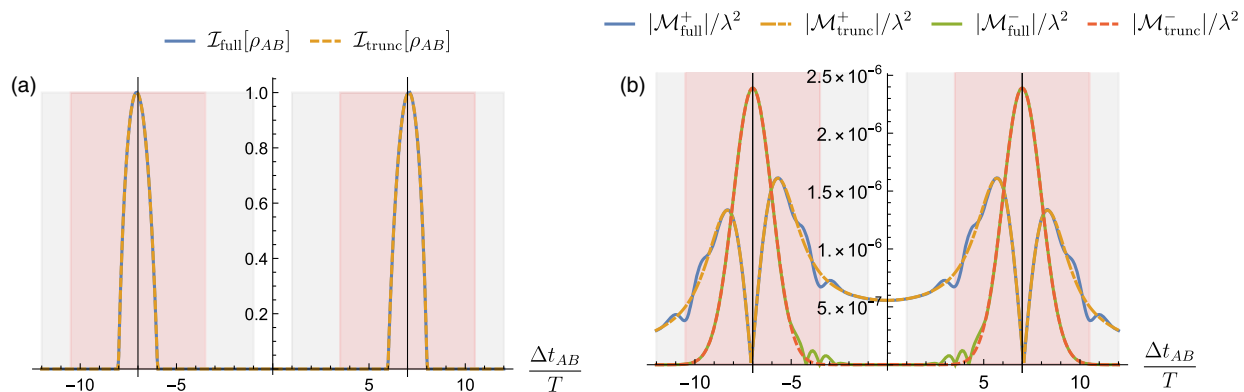 I_full[ρ_AB] I_trunc[ρ_AB]
(a)
1.0
0.8
0.6
0.4
0.2
−10 −5 5 10
Δt_AB/T
|M⁺_full|/λ² |M⁺_trunc|/λ² |M⁻_full|/λ² |M⁻_trunc|/λ²
(b)
2.5×10⁻⁶
2.×10⁻⁶
1.5×10⁻⁶
1.×10⁻⁶
5.×10⁻⁷
−10 −5 5 10
Δt_AB/T